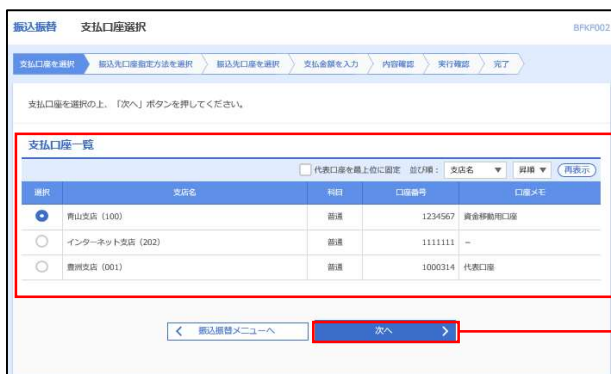 振込振替 支払口座選択 BFKF002
支払口座を選択 振込先口座指定方法を選択 振込先口座を選択 支払金額を入力 内容確認 実行確認 完了
支払口座を選択の上、「次へ」ボタンを押してください。
支払口座一覧
代表口座を最上位に固定 並び順： 支店名 ▼ 昇順 ▼ 再表示
選択 支店名 科目 口座番号 口座メモ
青山支店（100） 普通 1234567 資金移動用口座
インターネット支店（202） 普通 1111111 －
豊洲支店（001） 普通 1000314 代表口座
振込振替メニューへ 次へ